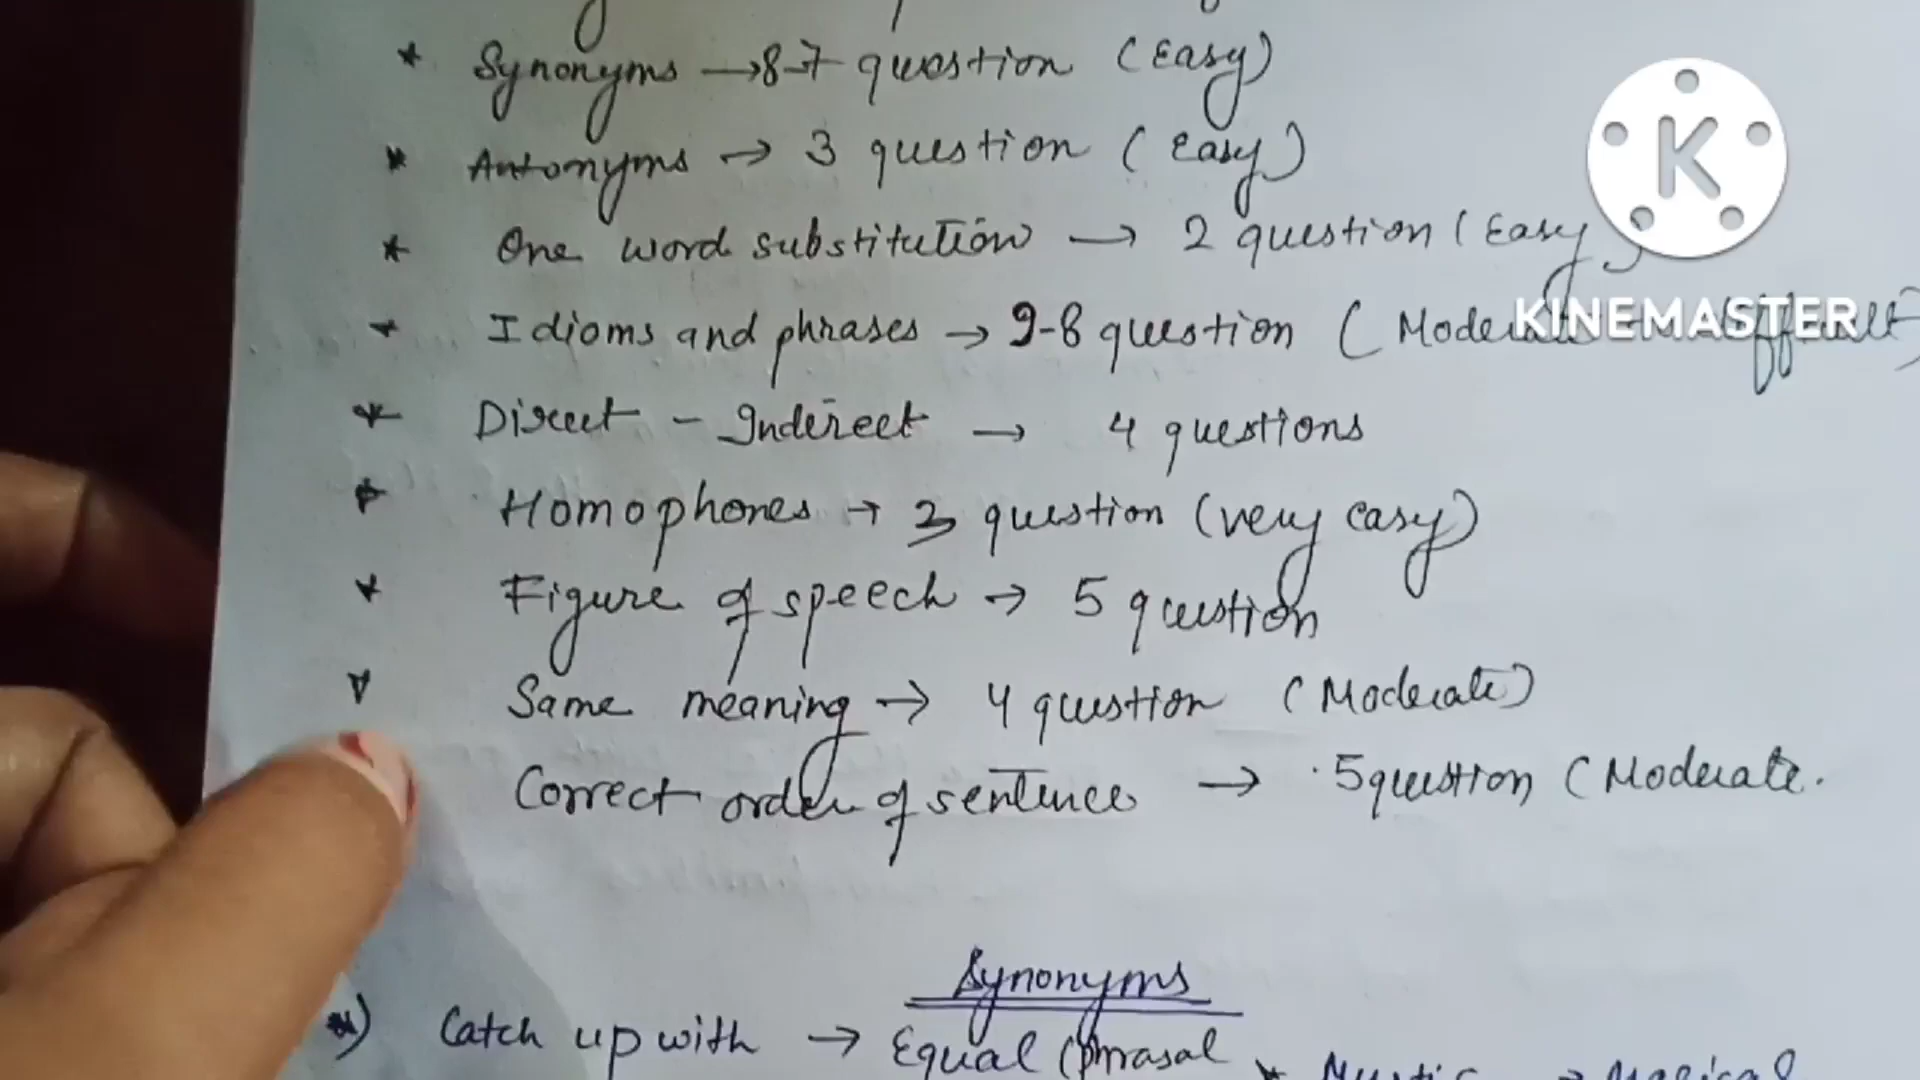 * Synonyms → 8-7 question (Easy)
* Antonyms → 3 question (Easy)
* One word substitution → 2 question (Easy)
* Idioms and phrases → 9-8 question (Moderate
* Direct - Indirect → 4 questions
* Homophones → 3 question (very easy)
* Figure of speech → 5 question
* Same meaning → 4 question (Moderate)
Correct order of sentence → 5 question (Moderate.
Synonyms
Catch up with → Equal (phrasal
* Mystic → Magical
K
KINEMASTER